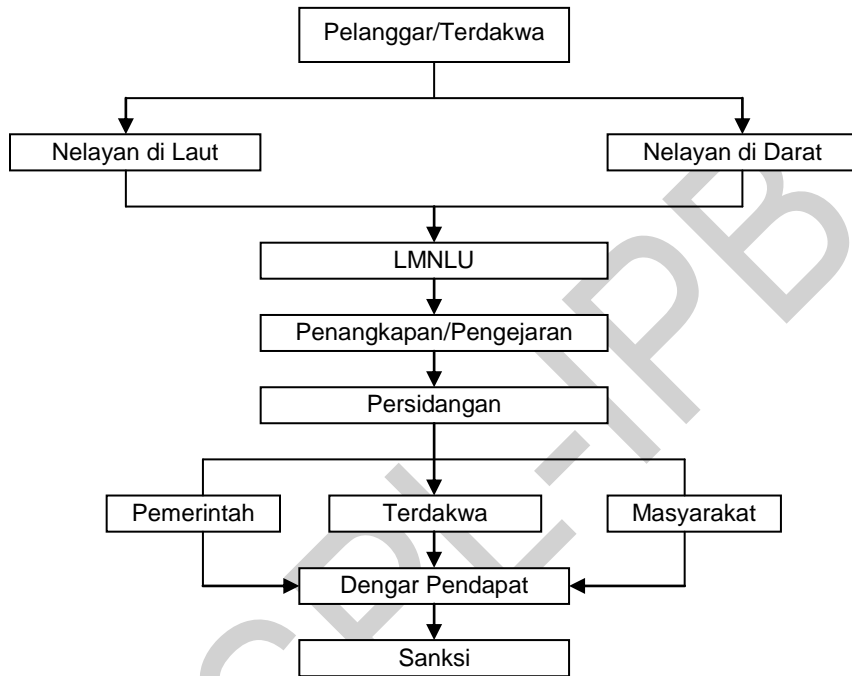 Pelanggar/Terdakwa
Nelayan di Laut
Nelayan di Darat
LMNLU
Penangkapan/Pengejaran
Persidangan
Pemerintah
Terdakwa
Masyarakat
Dengar Pendapat
Sanksi